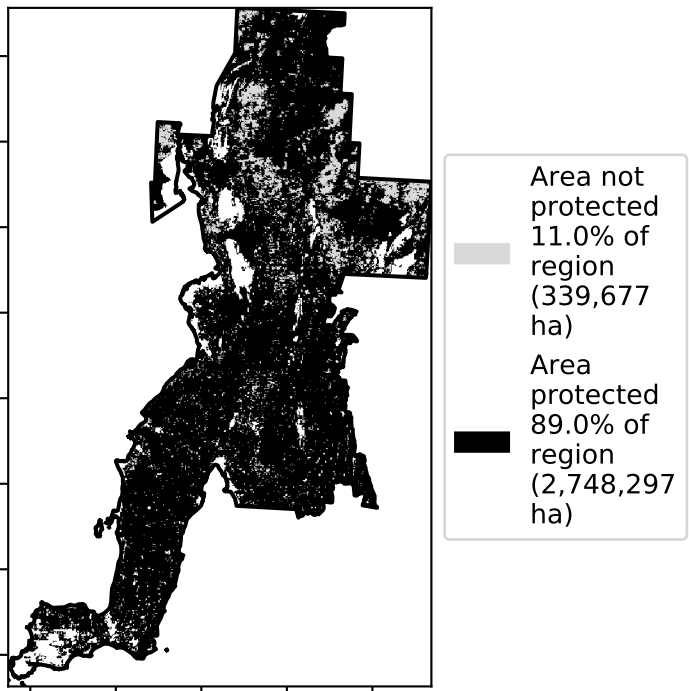 Area not
protected
11.0% of
region
(339,677
ha)
Area
protected
89.0% of
region
(2,748,297
ha)